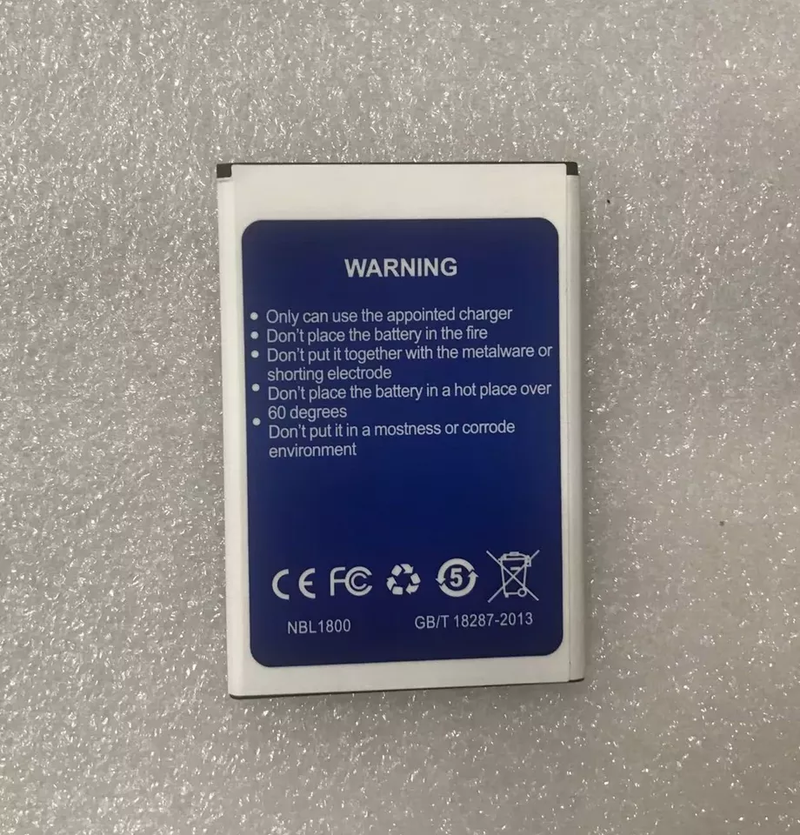 WARNING
• Only can use the appointed charger
• Don't place the battery in the fire
• Don't put it together with the metalware or
shorting electrode
• Don't place the battery in a hot place over
60 degrees
• Don't put it in a mostness or corrode
environment
CE FC 5
NBL1800 GB/T 18287-2013